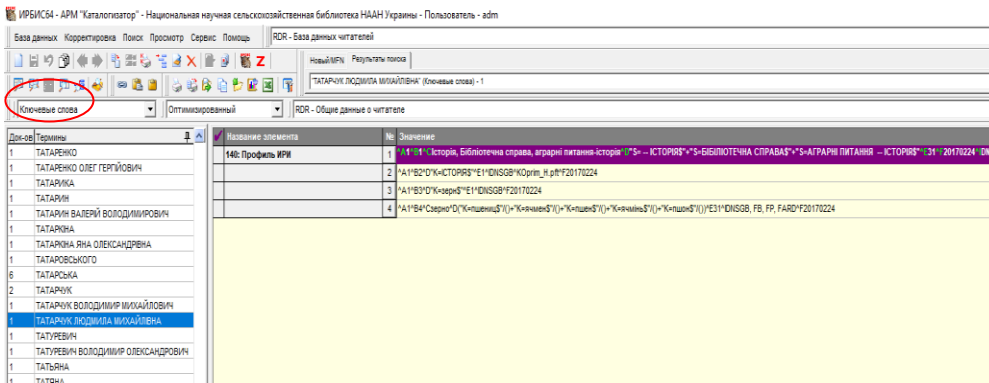 ИРБИС64 - АРМ "Каталогизатор" - Национальная научная сельскохозяйственная библиотека НААН Украины - Пользователь - adm
База данных Корректировка Поиск Просмотр Сервис Помощь RDR - База данных читателей
Новый/MFN Результаты поиска
"ТАТАРЧУК ЛЮДМИЛА МИХАЙЛІВНА" (Ключевые слова) - 1
Ключевые слова Оптимизированный RDR - Общие данные о читателе
Док-ов Термины Название элемента № Значение
1 ТАТАРЕНКО 140: Профиль ИРИ 1 ^A1^B1^CІсторія, Бібліотечна справа, аграрні питання-історія^D"S= -- ІСТОРІЯ$"+"S=БІБЛІОТЕЧНА СПРАВА$"+"S=АГРАРНІ ПИТАННЯ -- ІСТОРІЯ$"^E31^F20170224^
1 ТАТАРЕНКО ОЛЕГ ГЕРГІЙОВИЧ 2 ^A1^B2^D"K=ІСТОРІЯ$"^E1^IDNSGB^KOprim_H.pft^F20170224
1 ТАТАРИКА 3 ^A1^B3^D"K=зерн$"^E1^IDNSGB^F20170224
1 ТАТАРИН 4 ^A1^B4^Cзерно^D("K=пшениц$"/()+"K=ячмен$"/()+"K=пшен$"/()+"K=ячмінь$"/()+"K=пшон$"/())^E31^IDNSGB, FB, FP, FARD^F20170224
1 ТАТАРИН ВАЛЕРІЙ ВОЛОДИМИРОВИЧ
1 ТАТАРКІНА
1 ТАТАРКІНА ЯНА ОЛЕКСАНДРІВНА
1 ТАТАРОВСЬКОГО
6 ТАТАРСЬКА
2 ТАТАРЧУК
1 ТАТАРЧУК ВОЛОДИМИР МИХАЙЛОВИЧ
1 ТАТАРЧУК ЛЮДМИЛА МИХАЙЛІВНА
1 ТАТУРЕВИЧ
1 ТАТУРЕВИЧ ВОЛОДИМИР ОЛЕКСАНДРОВИЧ
1 ТАТЬЯНА